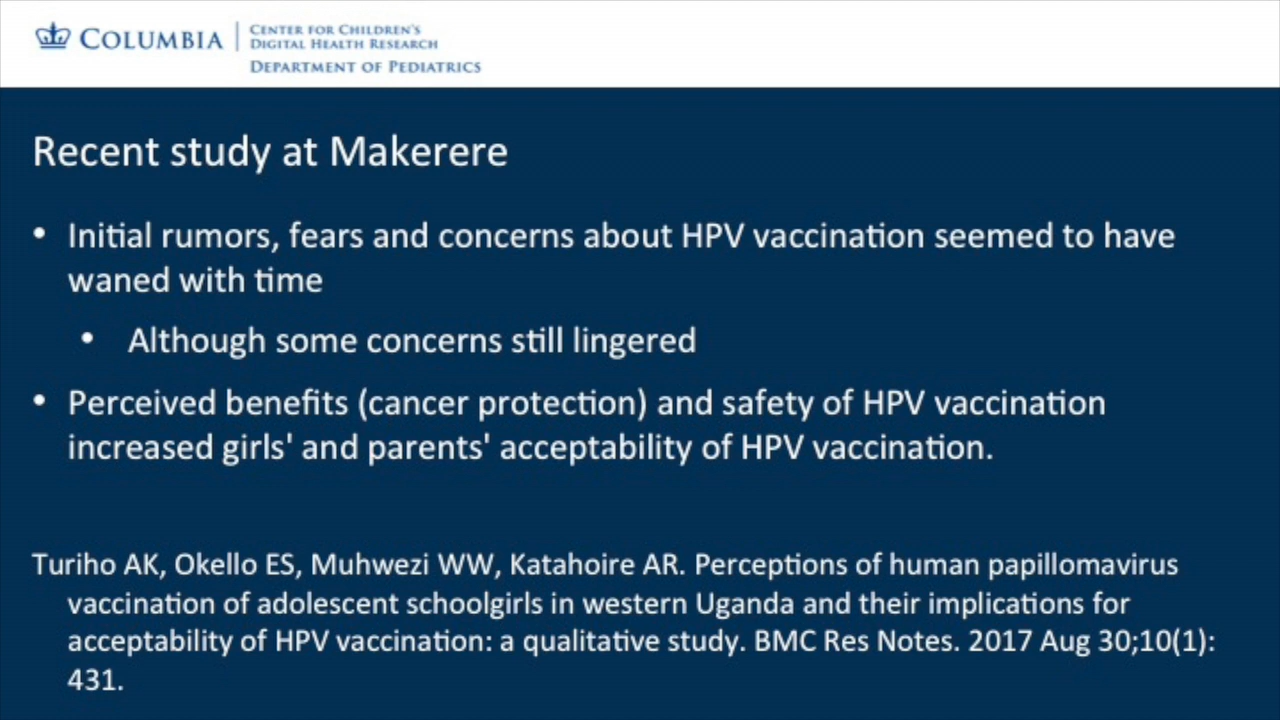 COLUMBIA
CENTER FOR CHILDREN'S
DIGITAL HEALTH RESEARCH
DEPARTMENT OF PEDIATRICS
Recent study at Makerere
• Initial rumors, fears and concerns about HPV vaccination seemed to have
waned with time
• Although some concerns still lingered
• Perceived benefits (cancer protection) and safety of HPV vaccination
increased girls' and parents' acceptability of HPV vaccination.
Turiho AK, Okello ES, Muhwezi WW, Katahoire AR. Perceptions of human papillomavirus
vaccination of adolescent schoolgirls in western Uganda and their implications for
acceptability of HPV vaccination: a qualitative study. BMC Res Notes. 2017 Aug 30;10(1):
431.